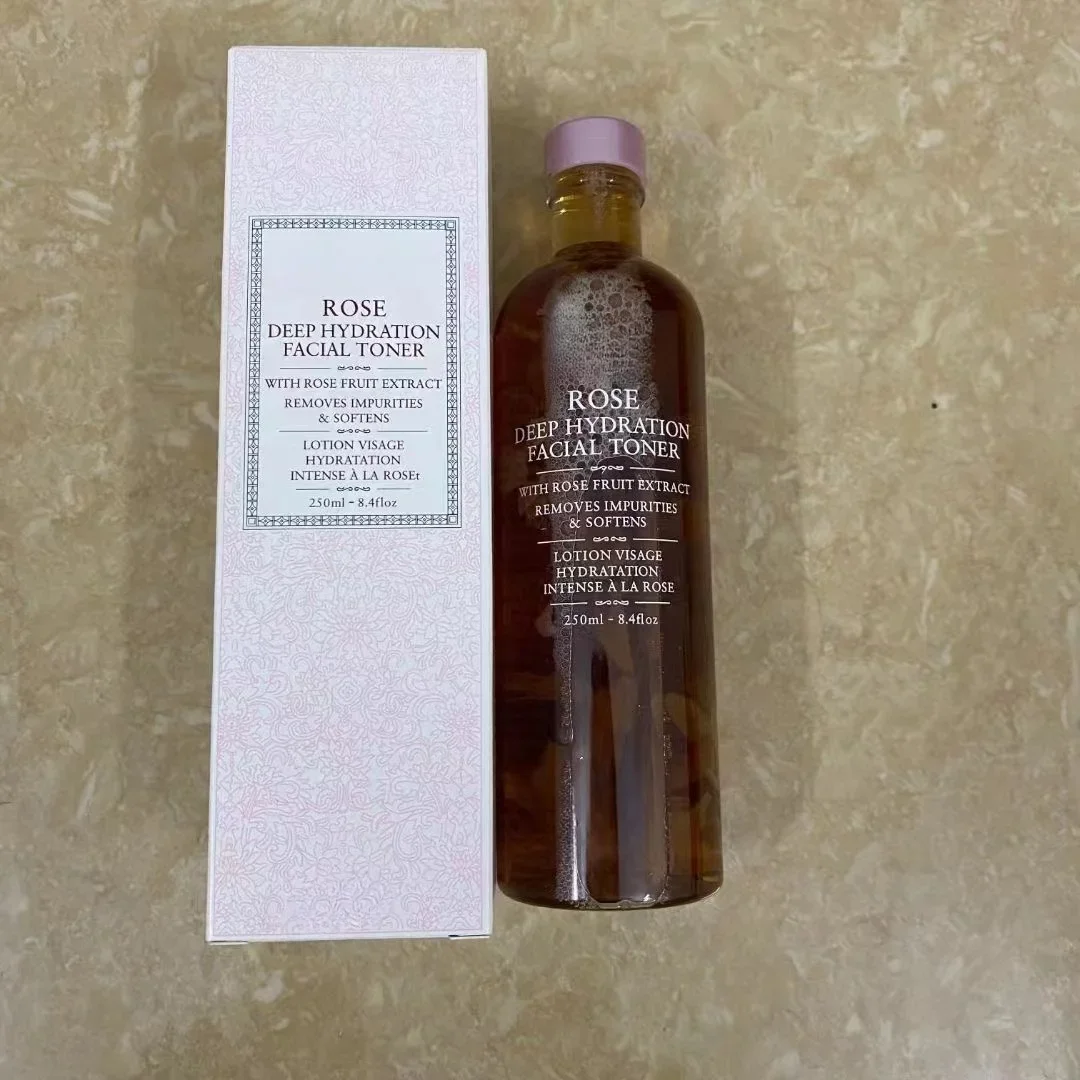 ROSE
DEEP HYDRATION
FACIAL TONER
WITH ROSE FRUIT EXTRACT
REMOVES IMPURITIES
& SOFTENS
LOTION VISAGE
HYDRATATION
INTENSE À LA ROSEt
250ml - 8.4floz
ROSE
DEEP HYDRATION
FACIAL TONER
WITH ROSE FRUIT EXTRACT
REMOVES IMPURITIES
& SOFTENS
LOTION VISAGE
HYDRATATION
INTENSE À LA ROSE
250ml - 8.4floz